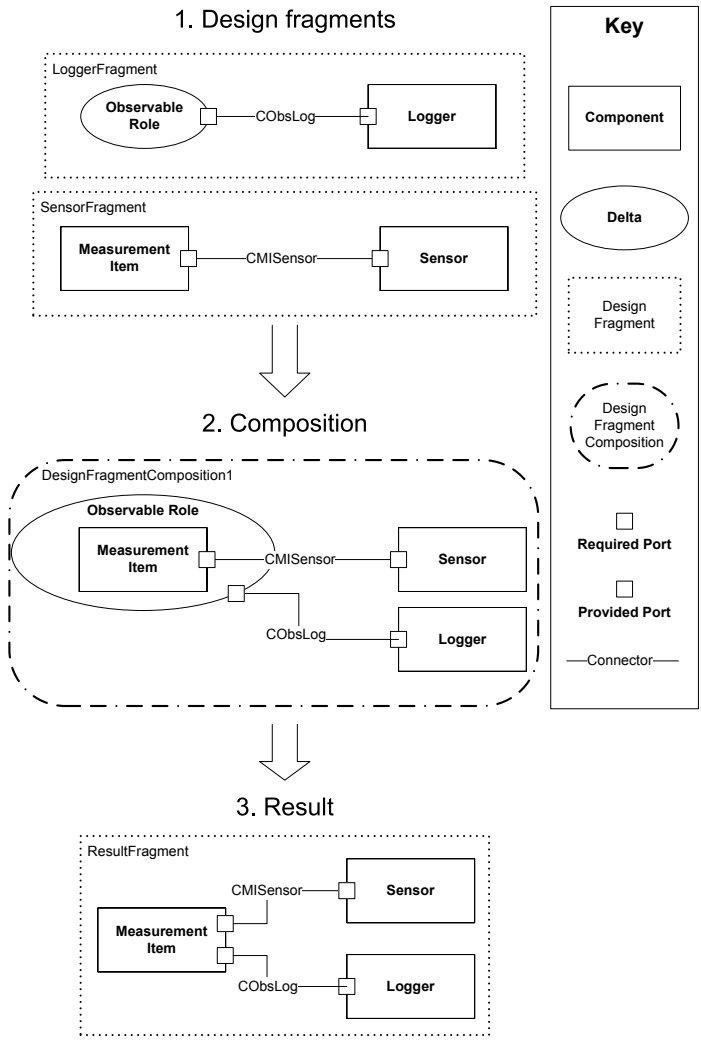 1. Design fragments
LoggerFragment
Observable
Role
CObsLog
Logger
SensorFragment
Measurement
Item
CMISensor
Sensor
2. Composition
DesignFragmentComposition1
Observable Role
Measurement
Item
CMISensor
Sensor
CObsLog
Logger
3. Result
ResultFragment
CMISensor
Sensor
Measurement
Item
CObsLog
Logger
Key
Component
Delta
Design
Fragment
Design
Fragment
Composition
Required Port
Provided Port
Connector